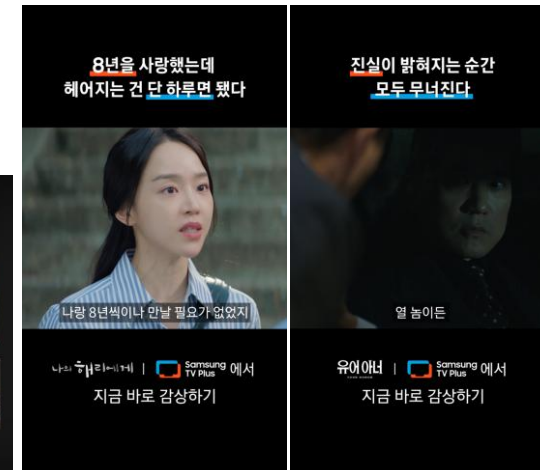 8년을 사랑했는데
헤어지는 건 단 하루면 됐다
나랑 8년씩이나 만날 필요가 없었지
나의 해리에게 | Samsung TV Plus 에서
지금 바로 감상하기
진실이 밝혀지는 순간
모두 무너진다
열 놈이든
유어아너 | Samsung TV Plus 에서
지금 바로 감상하기